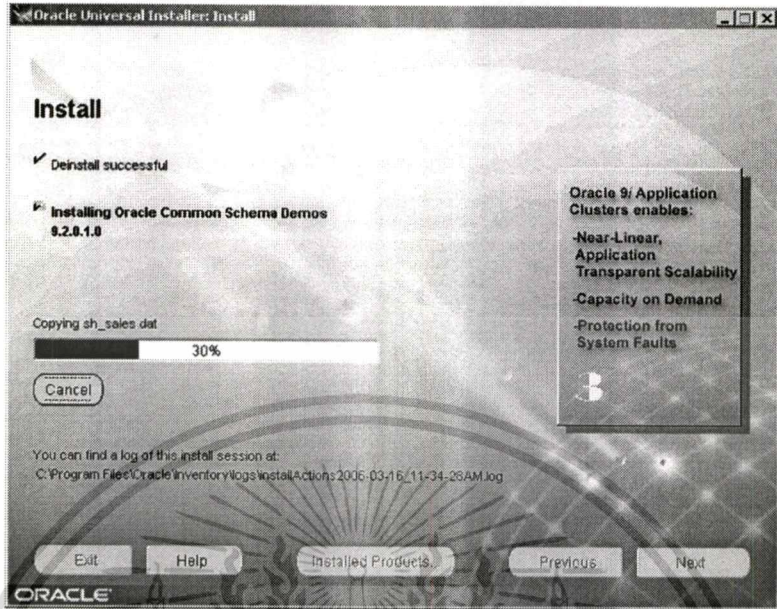 Oracle Universal Installer: Install
Install
Deinstall successful
Installing Oracle Common Schema Demos
9.2.0.1.0
Copying sh_sales.dat
30%
Cancel
You can find a log of this install session at:
C:\Program Files\Oracle\Inventory\logs\installActions2006-03-16_11-34-28AM.log
Oracle 9i Application
Clusters enables:
-Near-Linear,
Application
Transparent Scalability
-Capacity on Demand
-Protection from
System Faults
Exit
Help
Installed Products...
Previous
Next
ORACLE